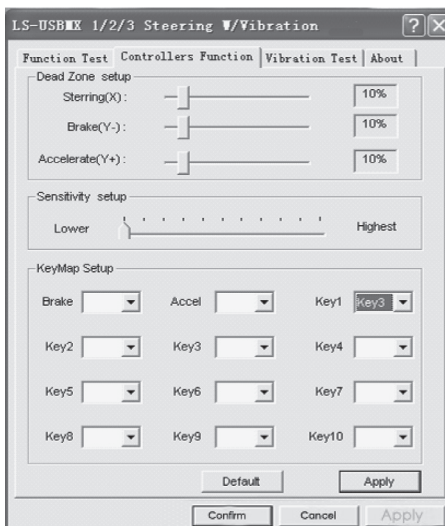 LS-USBMX 1/2/3 Steering W/Vibration ? X
Function Test Controllers Function Vibration Test About
Dead Zone setup
Sterring(X): 10%
Brake(Y-): 10%
Accelerate(Y+): 10%
Sensitivity setup
Lower Highest
KeyMap Setup
Brake Accel Key1 Key3
Key2 Key3 Key4
Key5 Key6 Key7
Key8 Key9 Key10
Default Apply
Confirm Cancel Apply